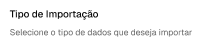 Tipo de Importação
Selecione o tipo de dados que deseja importar